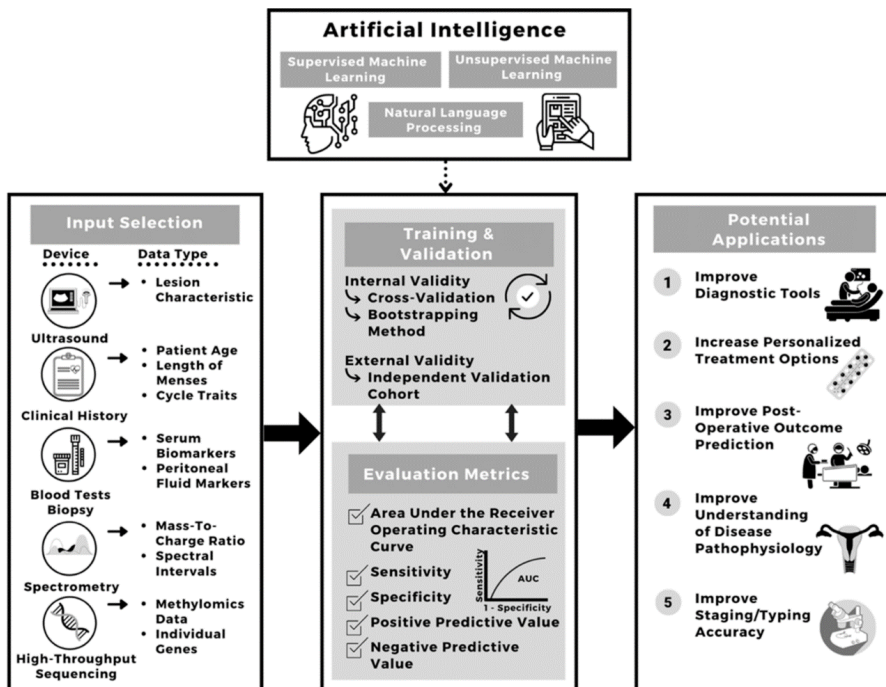 Artificial Intelligence
Supervised Machine
Learning
Unsupervised Machine
Learning
Natural Language
Processing
Input Selection
Device
Data Type
• Lesion
Characteristic
Ultrasound
• Patient Age
• Length of
Menses
• Cycle Traits
Clinical History
• Serum
Biomarkers
• Peritoneal
Fluid Markers
Blood Tests
Biopsy
• Mass-To-
Charge Ratio
• Spectral
Intervals
Spectrometry
• Methylomics
Data
• Individual
Genes
High-Throughput
Sequencing
Training &
Validation
Internal Validity
Cross-Validation
Bootstrapping
Method
External Validity
Independent Validation
Cohort
Evaluation Metrics
Area Under the Receiver
Operating Characteristic
Curve
Sensitivity
Specificity
Positive Predictive Value
Negative Predictive
Value
Sensitivity
AUC
1 - Specificity
Potential
Applications
1 Improve
Diagnostic Tools
2 Increase Personalized
Treatment Options
3 Improve Post-
Operative Outcome
Prediction
4 Improve
Understanding
of Disease
Pathophysiology
5 Improve
Staging/Typing
Accuracy